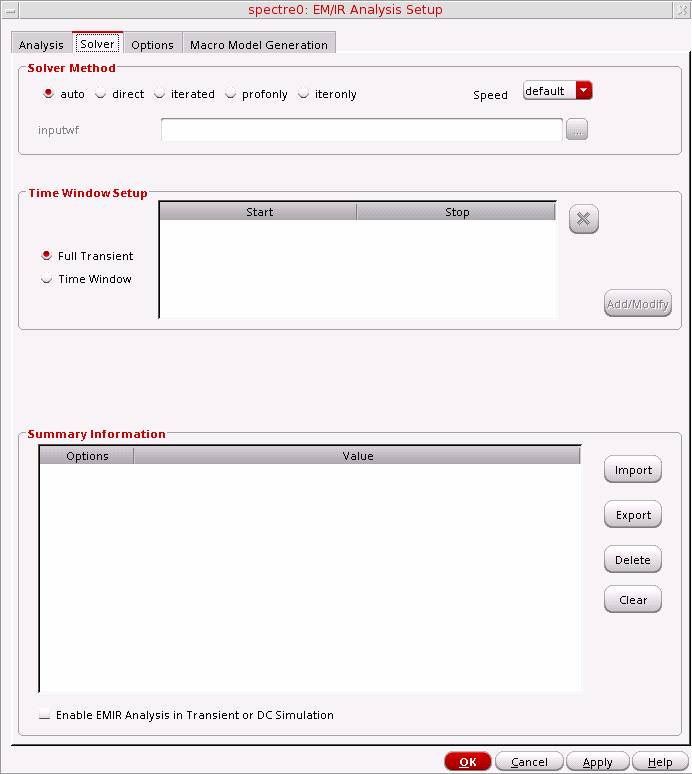 spectre0: EM/IR Analysis Setup
Analysis Solver Options Macro Model Generation
Solver Method
auto direct iterated profonly iteronly Speed default
inputwf ...
Time Window Setup
Start Stop
Full Transient
Time Window
Add/Modify
Summary Information
Options Value
Import
Export
Delete
Clear
Enable EMIR Analysis in Transient or DC Simulation
OK Cancel Apply Help